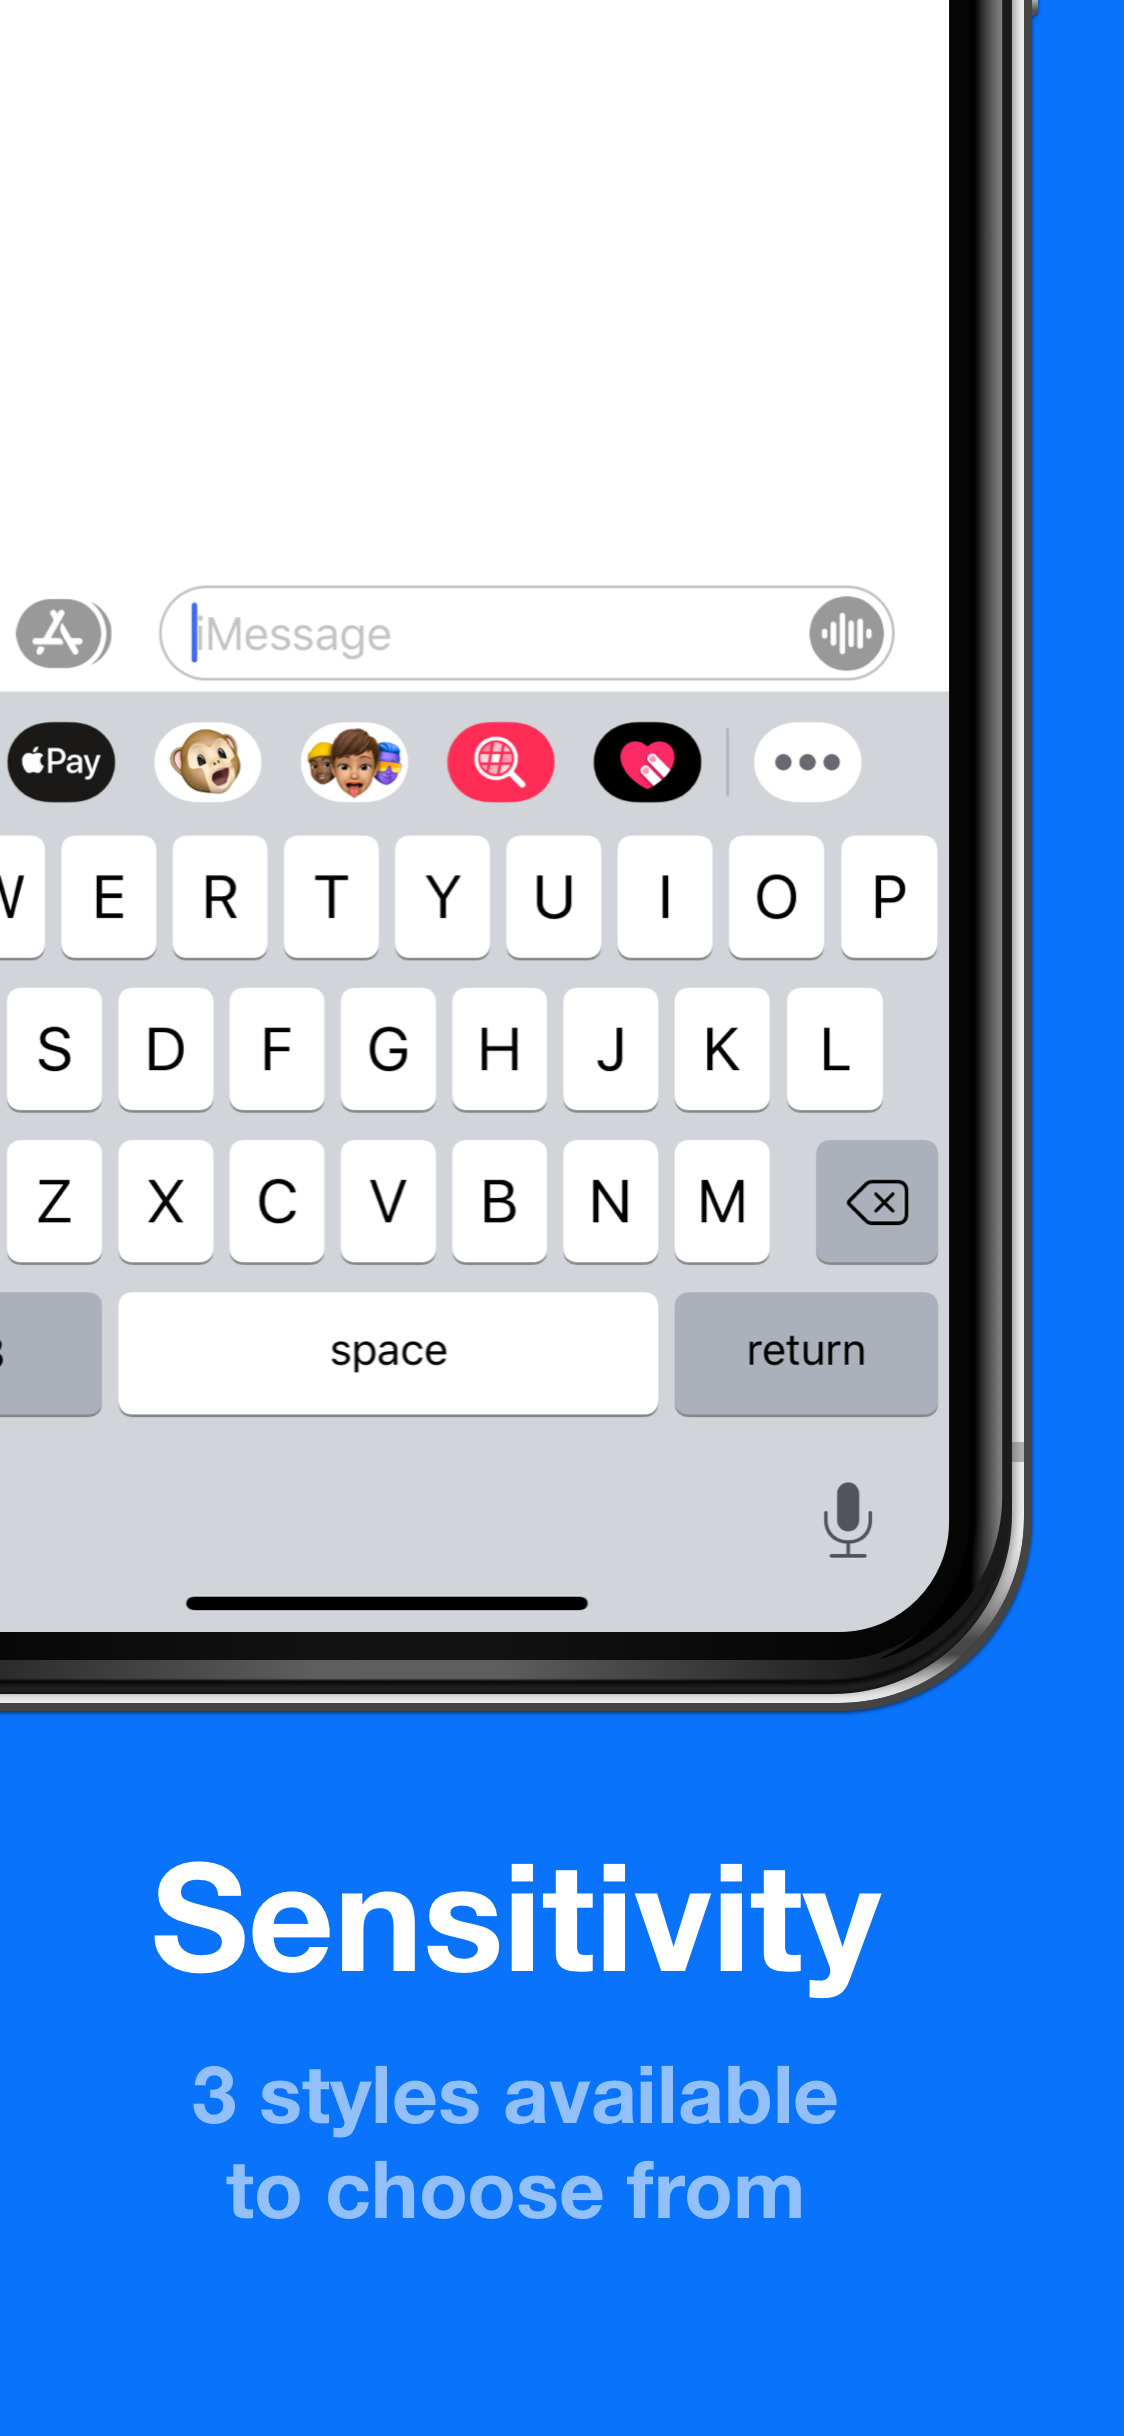 iMessage
Pay
W E R T Y U I O P
S D F G H J K L
Z X C V B N M
space return
Sensitivity
3 styles available
to choose from